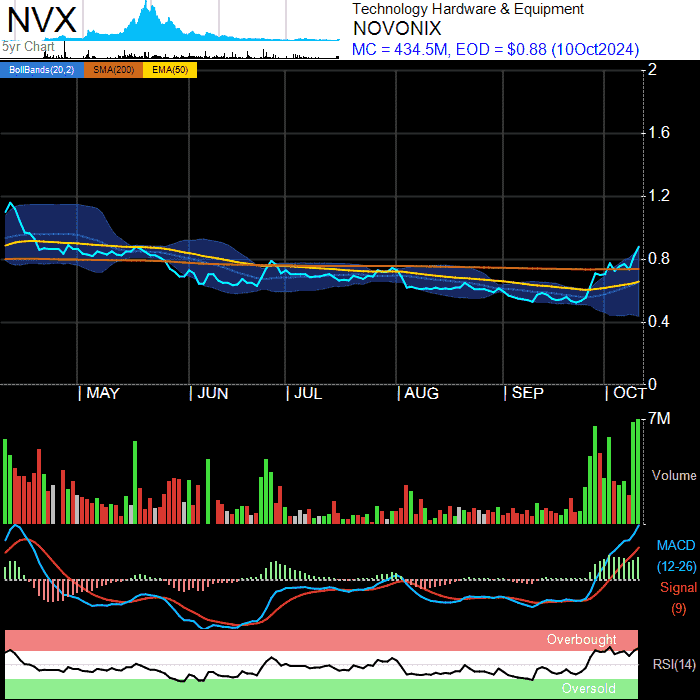 NVX
5yr Chart
Technology Hardware & Equipment
NOVONIX
MC = 434.5M, EOD = $0.88 (10Oct2024)
BollBands(20,2) SMA(200) EMA(50)
2
1.6
1.2
0.8
0.4
0
| MAY | JUN | JUL | AUG | SEP | OCT
7M
Volume
MACD
(12-26)
Signal
(9)
Overbought
RSI(14)
Oversold